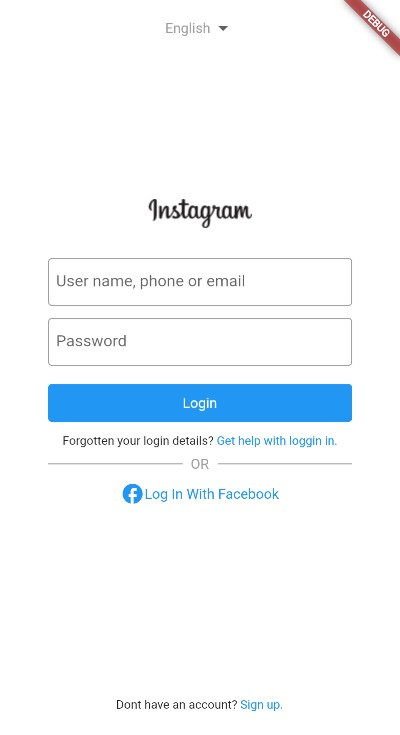 English
DEBUG
Instagram
User name, phone or email
Password
Login
Forgotten your login details? Get help with loggin in.
OR
Log In With Facebook
Dont have an account? Sign up.